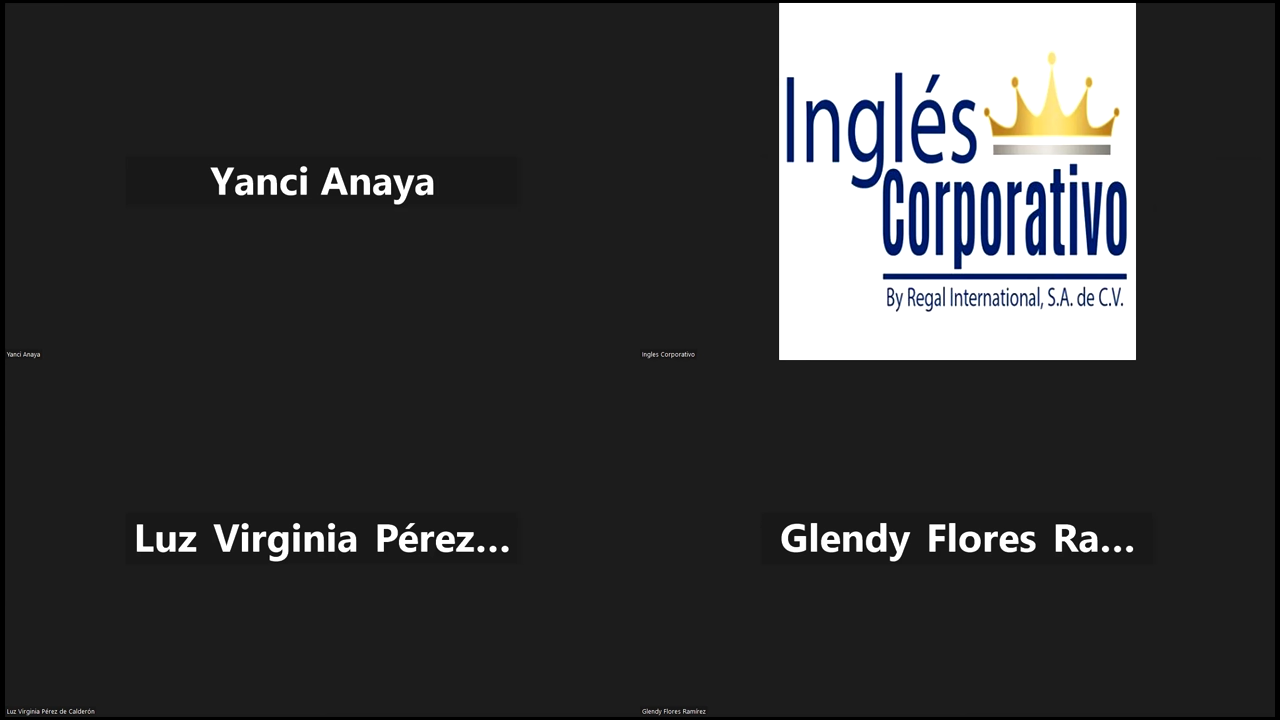 Yanci Anaya
Yanci Anaya
Inglés
Corporativo
By Regal International, S.A. de C.V.
Ingles Corporativo
Luz Virginia Pérez...
Luz Virginia Pérez de Calderón
Glendy Flores Ra...
Glendy Flores Ramírez